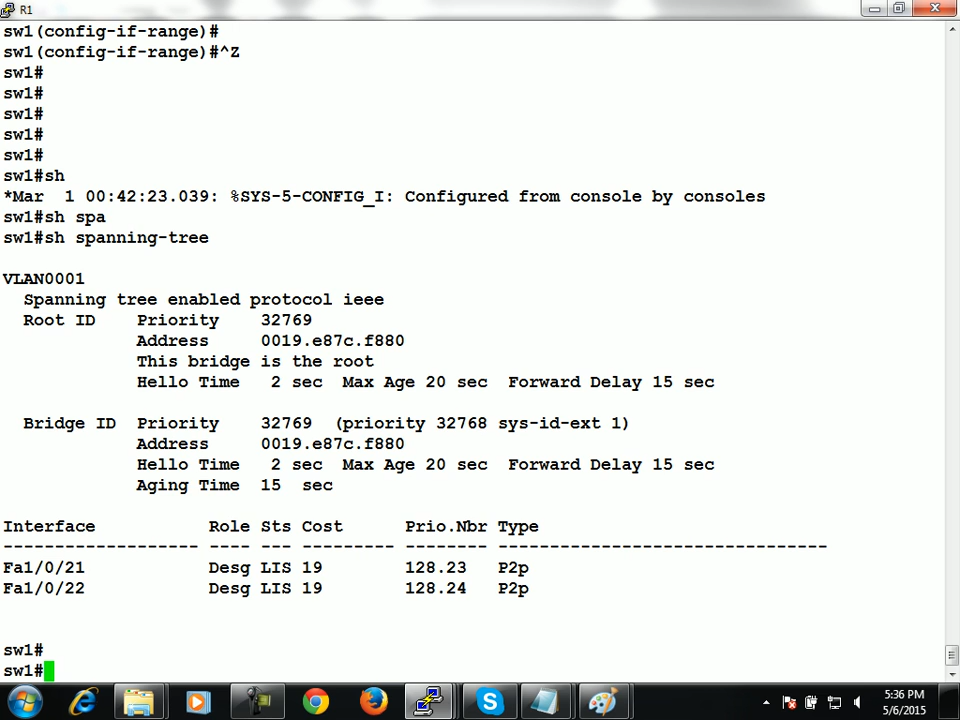 R1
sw1(config-if-range)#
sw1(config-if-range)#^Z
sw1#
sw1#
sw1#
sw1#
sw1#
sw1#sh
*Mar  1 00:42:23.039: %SYS-5-CONFIG_I: Configured from console by consoles
sw1#sh spa
sw1#sh spanning-tree
VLAN0001
  Spanning tree enabled protocol ieee
  Root ID    Priority    32769
             Address     0019.e87c.f880
             This bridge is the root
             Hello Time   2 sec  Max Age 20 sec  Forward Delay 15 sec
  Bridge ID  Priority    32769  (priority 32768 sys-id-ext 1)
             Address     0019.e87c.f880
             Hello Time   2 sec  Max Age 20 sec  Forward Delay 15 sec
             Aging Time  15  sec
Interface           Role Sts Cost      Prio.Nbr Type
------------------- ---- --- --------- -------- --------------------------------
Fa1/0/21            Desg LIS 19        128.23   P2p
Fa1/0/22            Desg LIS 19        128.24   P2p
sw1#
sw1#
5:36 PM
5/6/2015